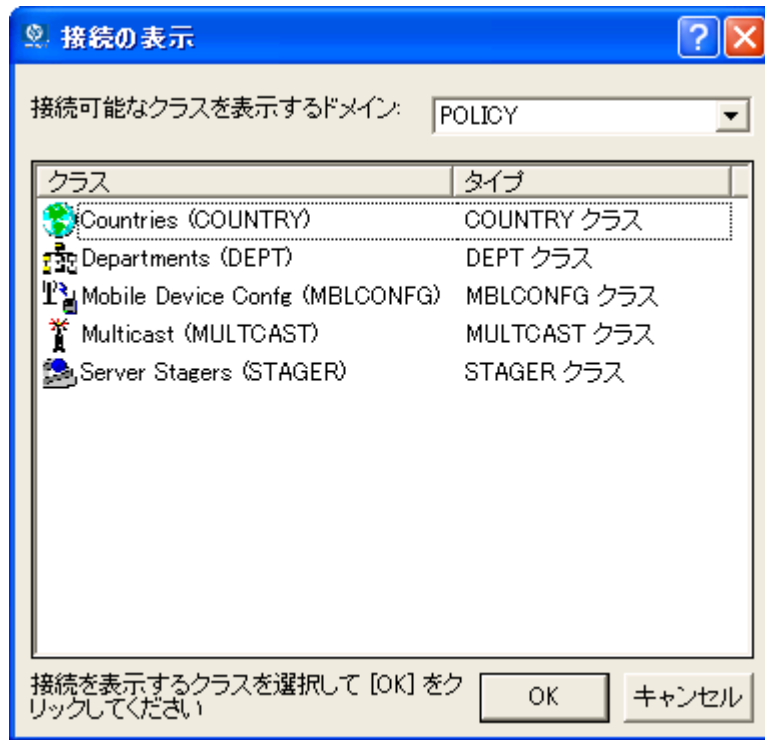 接続の表示
接続可能なクラスを表示するドメイン: POLICY
クラス タイプ
Countries (COUNTRY) COUNTRY クラス
Departments (DEPT) DEPT クラス
Mobile Device Confg (MBLCONFG) MBLCONFG クラス
Multicast (MULTCAST) MULTCAST クラス
Server Stagers (STAGER) STAGER クラス
接続を表示するクラスを選択して [OK] をク
リックしてください
OK キャンセル